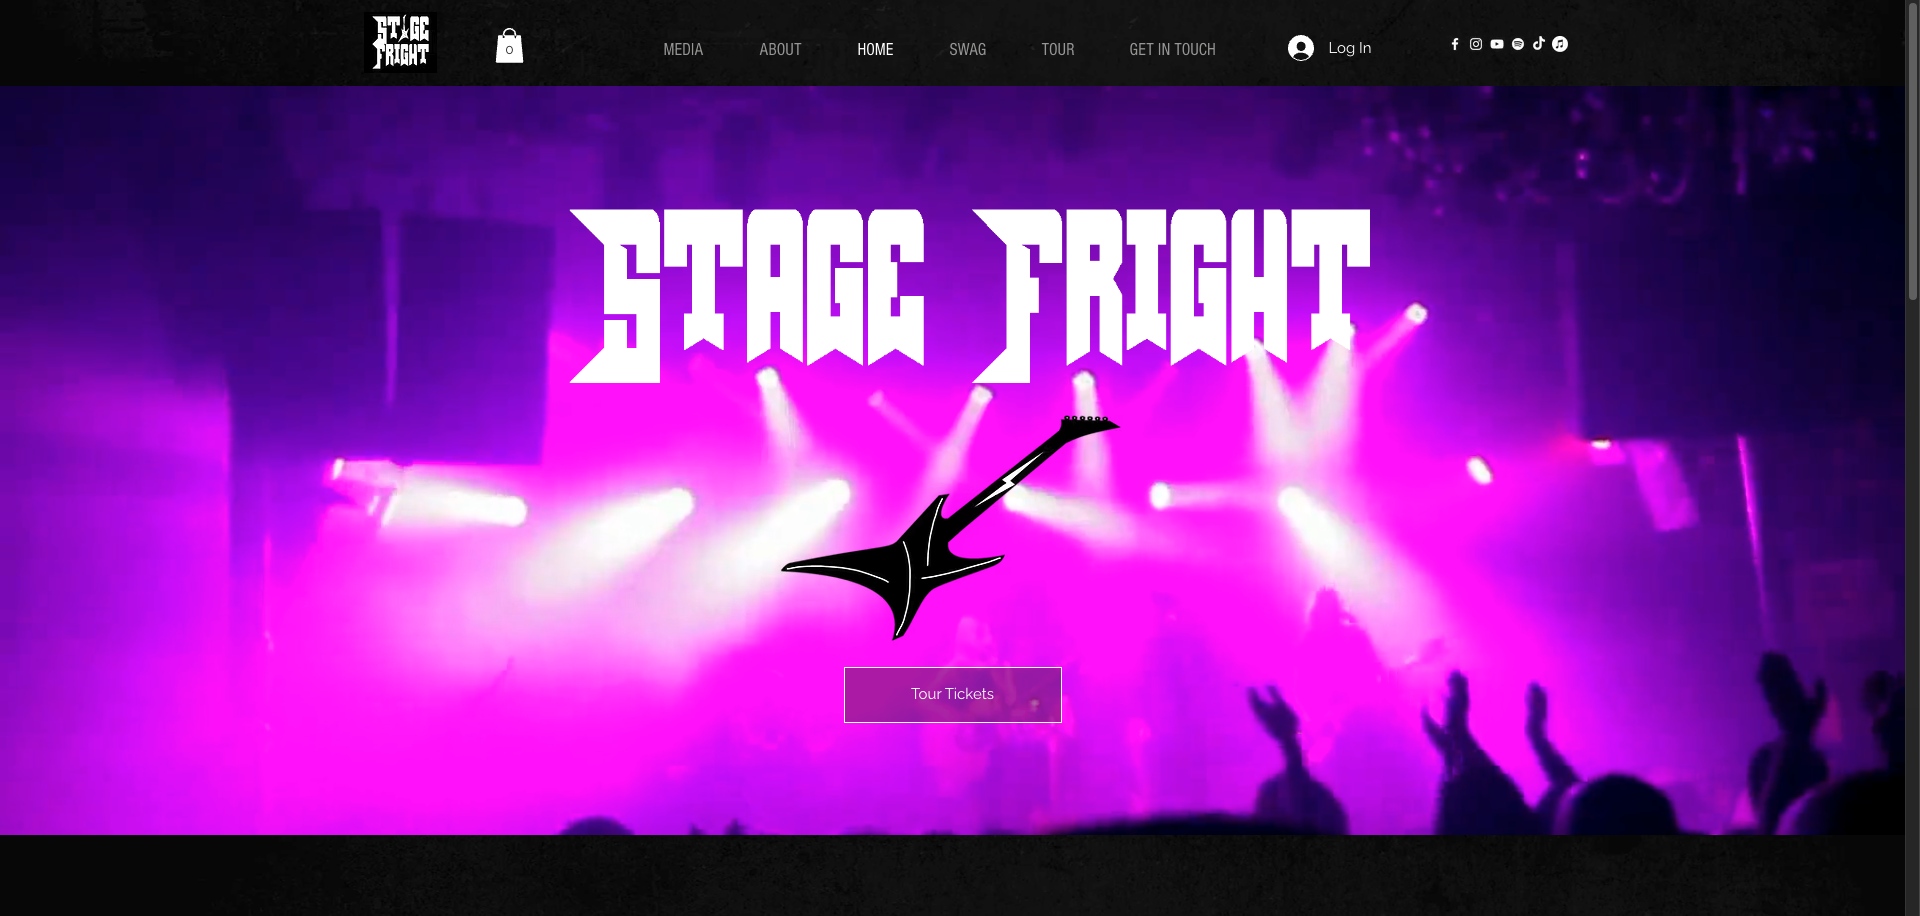 STAGE
FRIGHT
0
MEDIA
ABOUT
HOME
SWAG
TOUR
GET IN TOUCH
Log In
STAGE FRIGHT
Tour Tickets